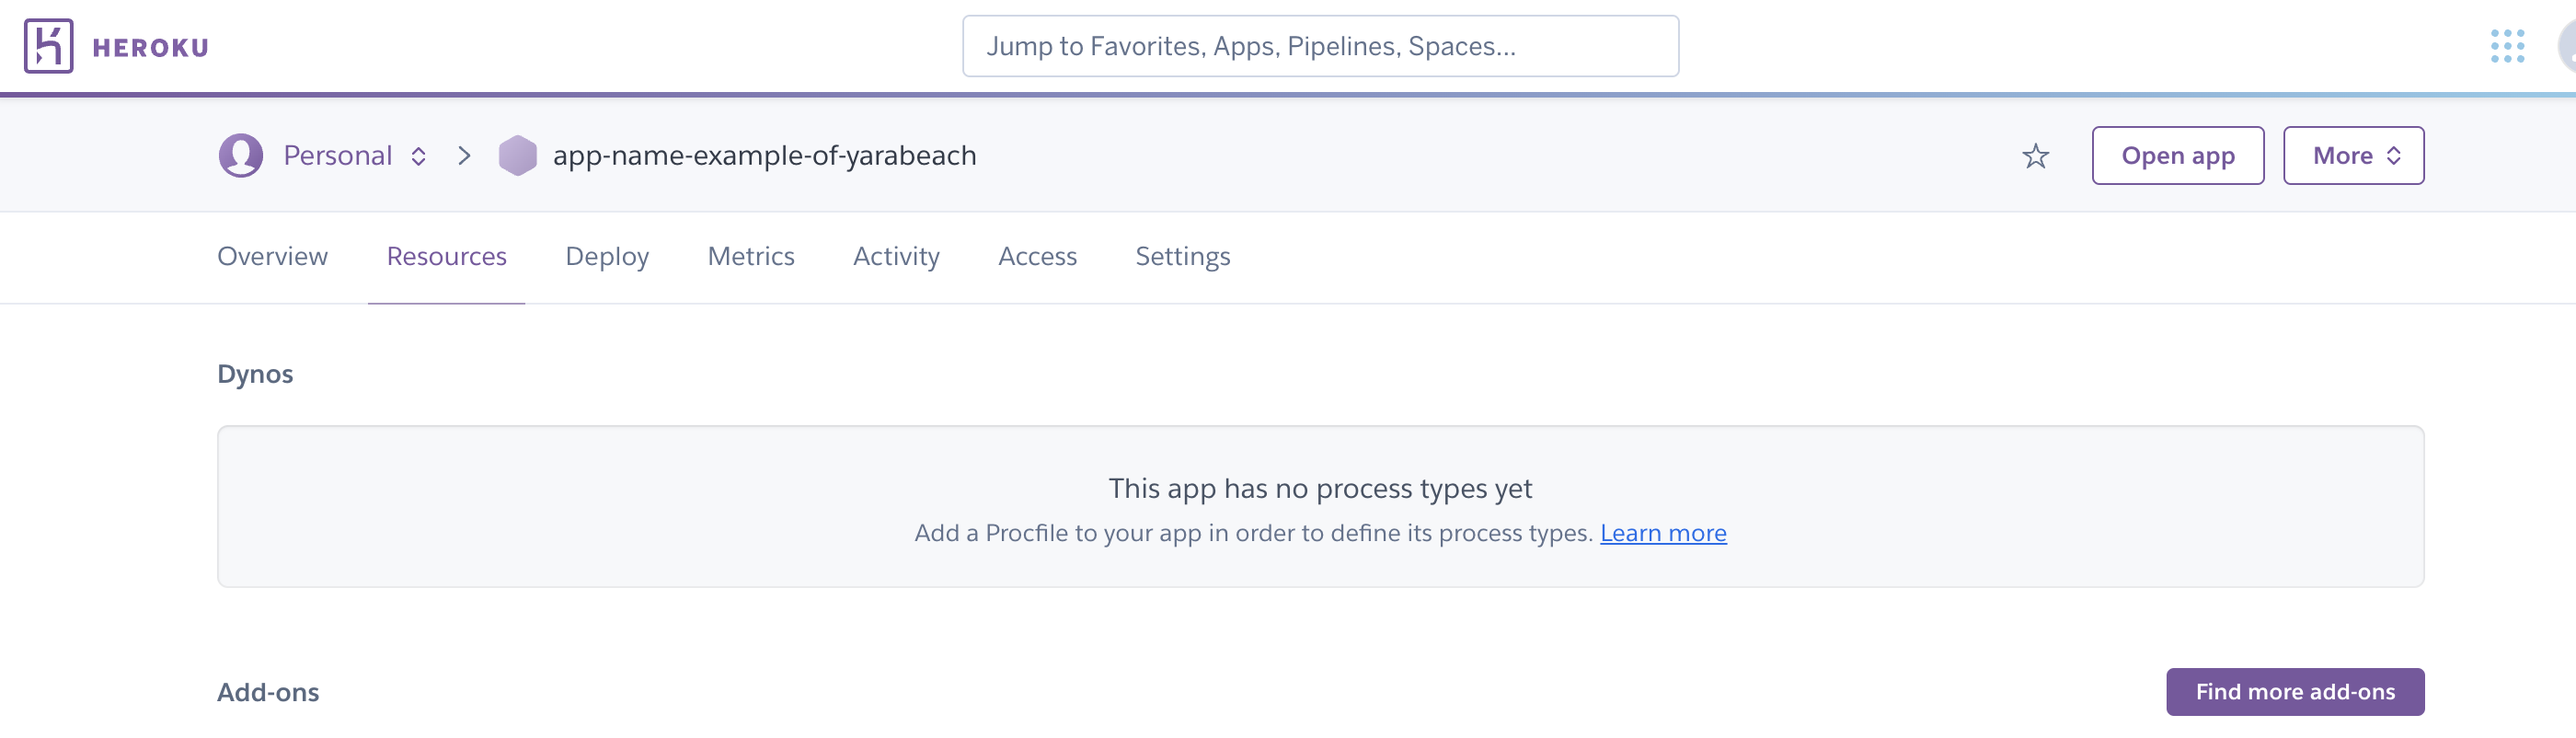 HEROKU
Jump to Favorites, Apps, Pipelines, Spaces...
Personal
app-name-example-of-yarabeach
Open app
More
Overview Resources Deploy Metrics Activity Access Settings
Dynos
This app has no process types yet
Add a Procfile to your app in order to define its process types. Learn more
Add-ons
Find more add-ons